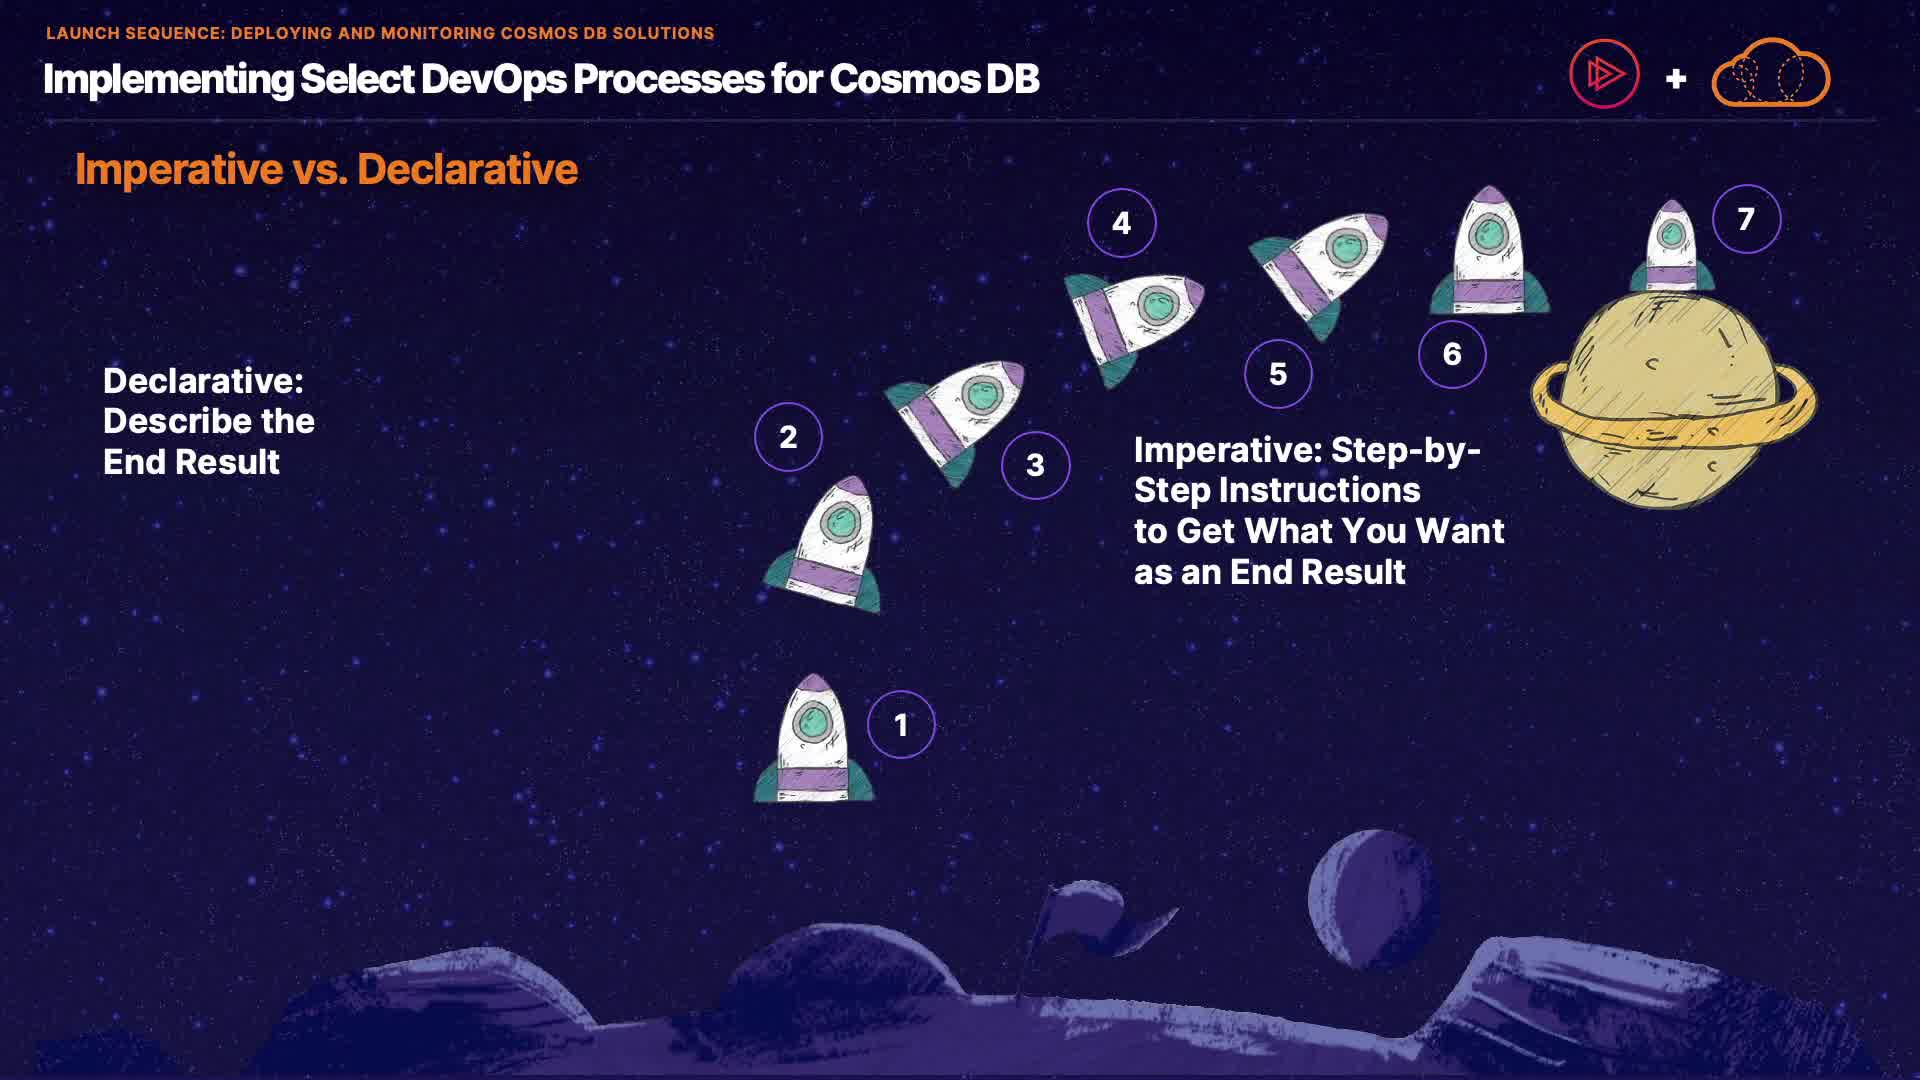 LAUNCH SEQUENCE: DEPLOYING AND MONITORING COSMOS DB SOLUTIONS
Implementing Select DevOps Processes for Cosmos DB
+
Imperative vs. Declarative
Declarative:
Describe the
End Result
1
2
3
4
5
6
7
Imperative: Step-by-
Step Instructions
to Get What You Want
as an End Result